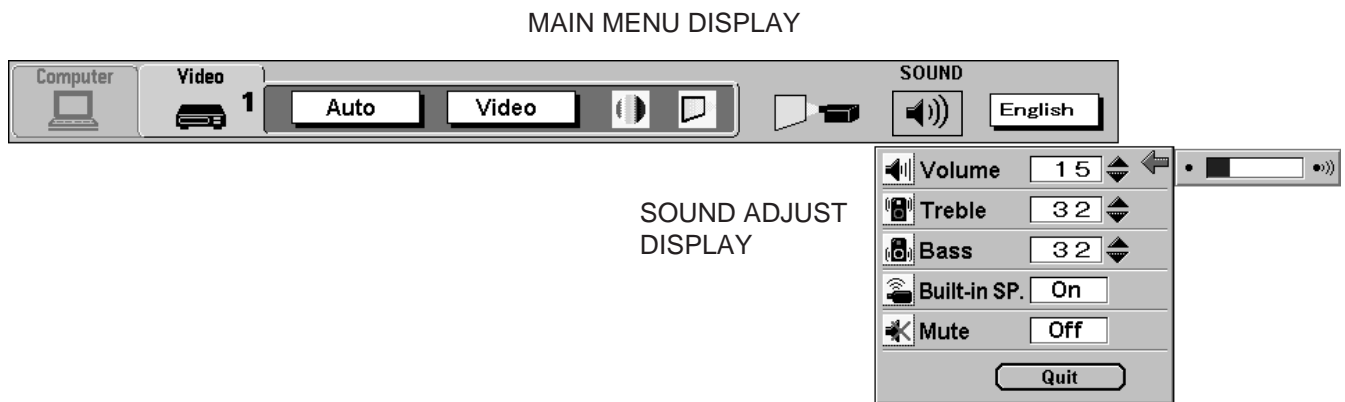 MAIN MENU DISPLAY
Computer Video SOUND
1 Auto Video English
Volume 15
SOUND ADJUST
DISPLAY
Treble 32
Bass 32
Built-in SP. On
Mute Off
Quit